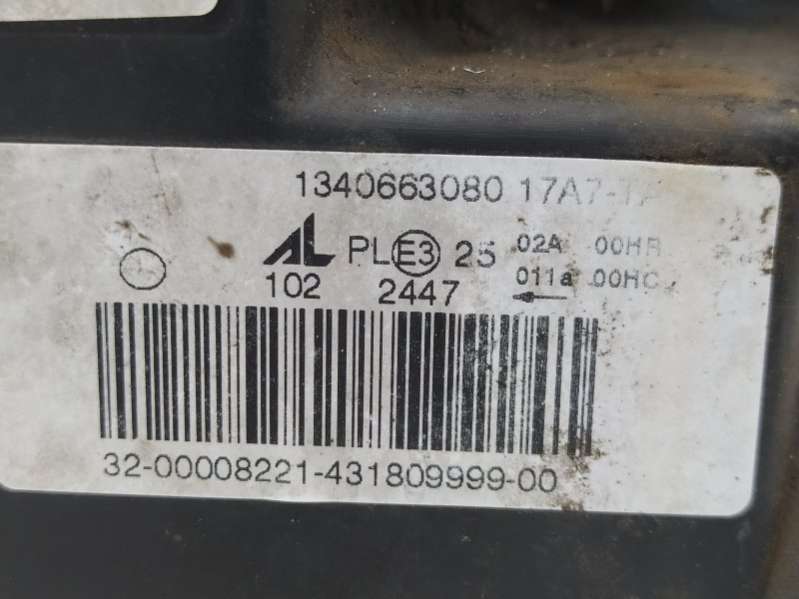 1340663080 17A7-
AL PL E3 25 02A 00HR
102 2447 011a 00HC
32-00008221-431809999-00